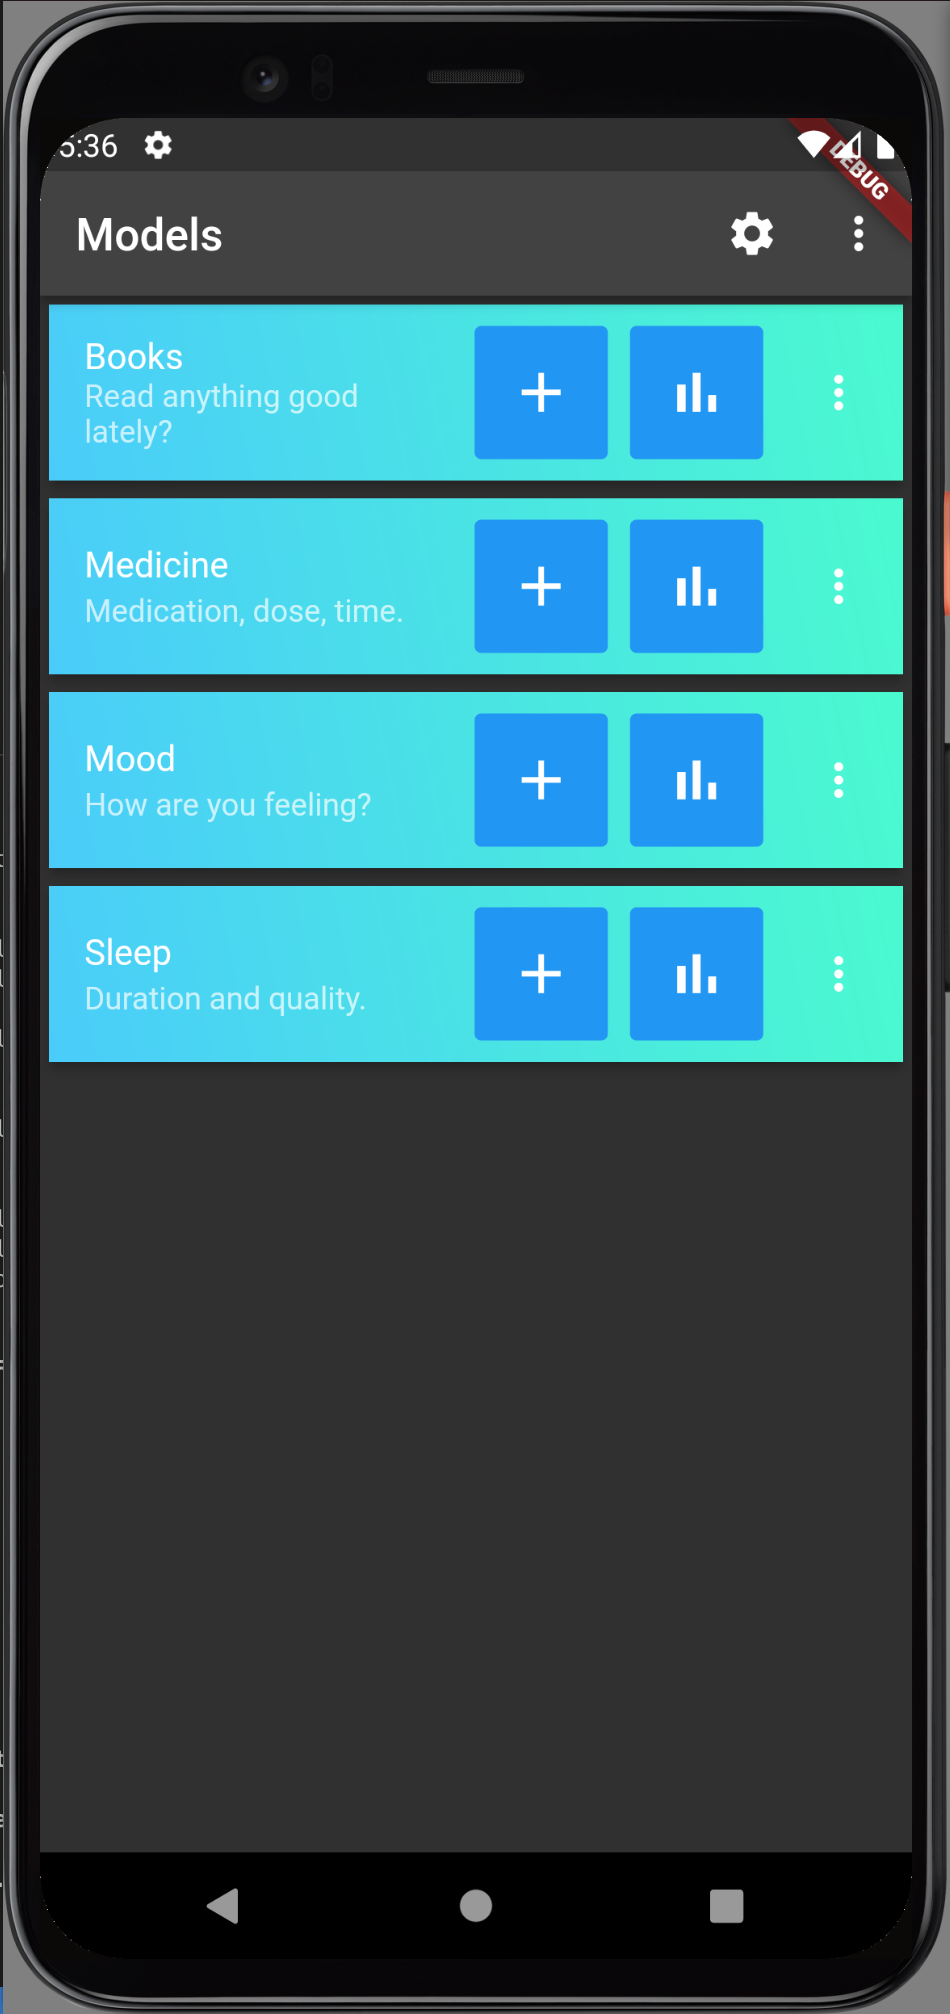 5:36
DEBUG
Models
Books
Read anything good
lately?
Medicine
Medication, dose, time.
Mood
How are you feeling?
Sleep
Duration and quality.